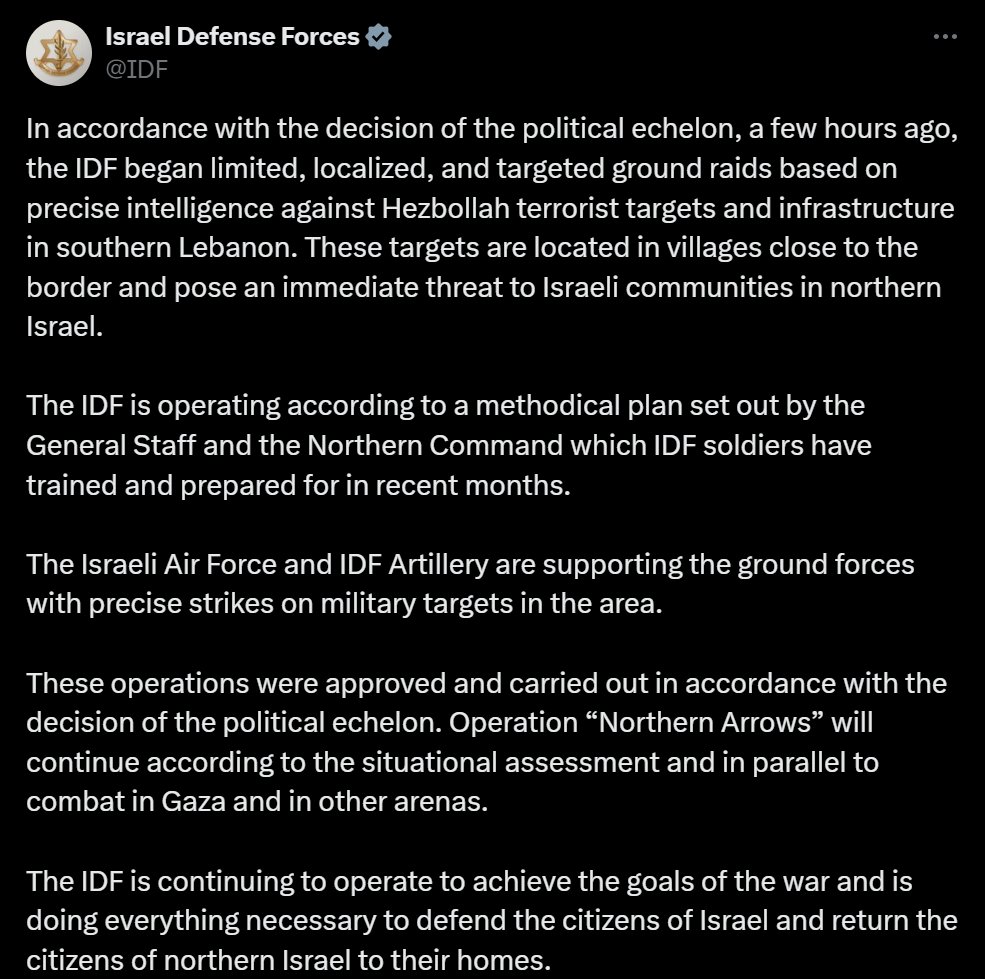 Israel Defense Forces
@IDF
In accordance with the decision of the political echelon, a few hours ago,
the IDF began limited, localized, and targeted ground raids based on
precise intelligence against Hezbollah terrorist targets and infrastructure
in southern Lebanon. These targets are located in villages close to the
border and pose an immediate threat to Israeli communities in northern
Israel.
The IDF is operating according to a methodical plan set out by the
General Staff and the Northern Command which IDF soldiers have
trained and prepared for in recent months.
The Israeli Air Force and IDF Artillery are supporting the ground forces
with precise strikes on military targets in the area.
These operations were approved and carried out in accordance with the
decision of the political echelon. Operation “Northern Arrows” will
continue according to the situational assessment and in parallel to
combat in Gaza and in other arenas.
The IDF is continuing to operate to achieve the goals of the war and is
doing everything necessary to defend the citizens of Israel and return the
citizens of northern Israel to their homes.